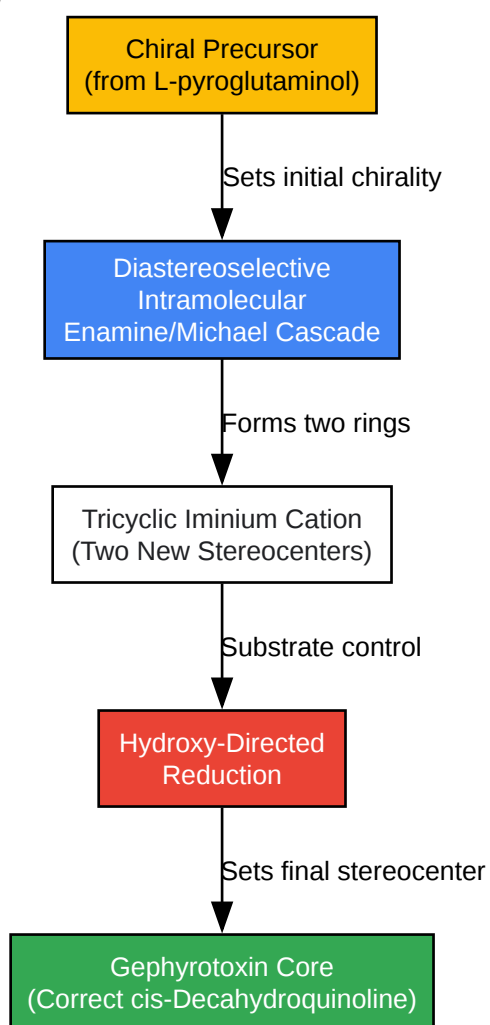 Chiral Precursor
(from L-pyroglutaminol)
Sets initial chirality
Diastereoselective
Intramolecular
Enamine/Michael Cascade
Forms two rings
Tricyclic Iminium Cation
(Two New Stereocenters)
Substrate control
Hydroxy-Directed
Reduction
Sets final stereocenter
Gephyrotoxin Core
(Correct cis-Decahydroquinoline)